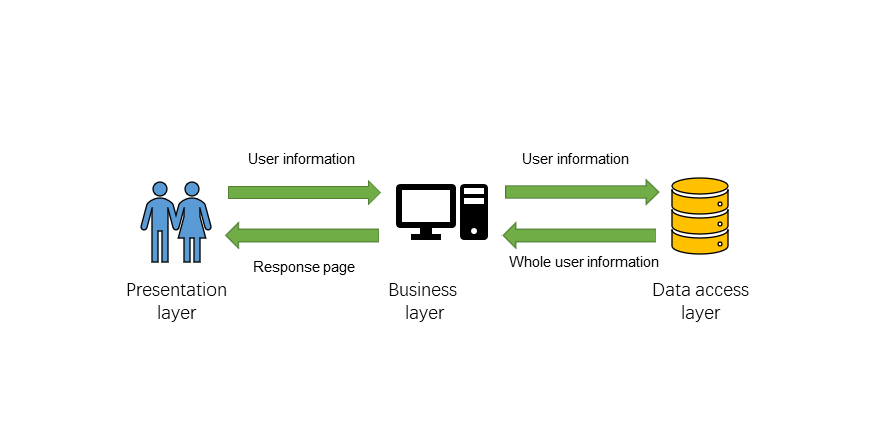 User information
User information
Response page
Whole user information
Presentation
layer
Business
layer
Data access
layer